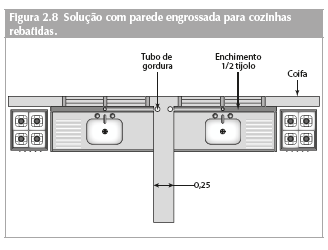 Figura 2.8 Solução com parede engrossada para cozinhas
rebatidas.
Tubo de
gordura
Enchimento
1/2 tijolo
Coifa
0,25